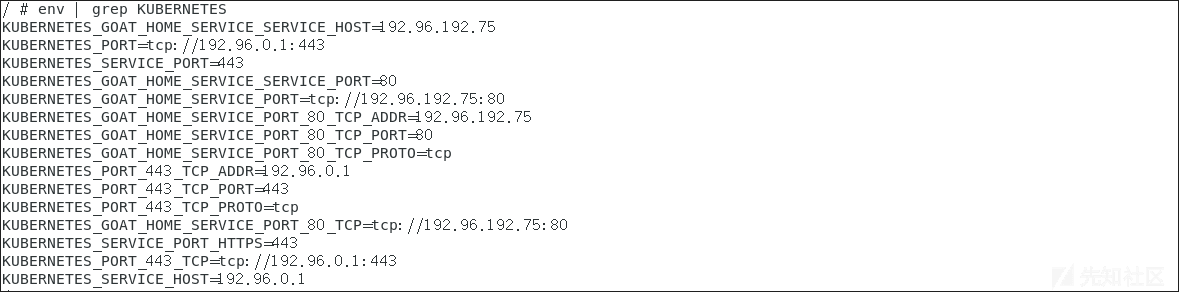 / # env | grep KUBERNETES
KUBERNETES_GOAT_HOME_SERVICE_SERVICE_HOST=192.96.192.75
KUBERNETES_PORT=tcp://192.96.0.1:443
KUBERNETES_SERVICE_PORT=443
KUBERNETES_GOAT_HOME_SERVICE_SERVICE_PORT=80
KUBERNETES_GOAT_HOME_SERVICE_PORT=tcp://192.96.192.75:80
KUBERNETES_GOAT_HOME_SERVICE_PORT_80_TCP_ADDR=192.96.192.75
KUBERNETES_GOAT_HOME_SERVICE_PORT_80_TCP_PORT=80
KUBERNETES_GOAT_HOME_SERVICE_PORT_80_TCP_PROTO=tcp
KUBERNETES_PORT_443_TCP_ADDR=192.96.0.1
KUBERNETES_PORT_443_TCP_PORT=443
KUBERNETES_PORT_443_TCP_PROTO=tcp
KUBERNETES_GOAT_HOME_SERVICE_PORT_80_TCP=tcp://192.96.192.75:80
KUBERNETES_SERVICE_PORT_HTTPS=443
KUBERNETES_PORT_443_TCP=tcp://192.96.0.1:443
KUBERNETES_SERVICE_HOST=192.96.0.1
先知社区